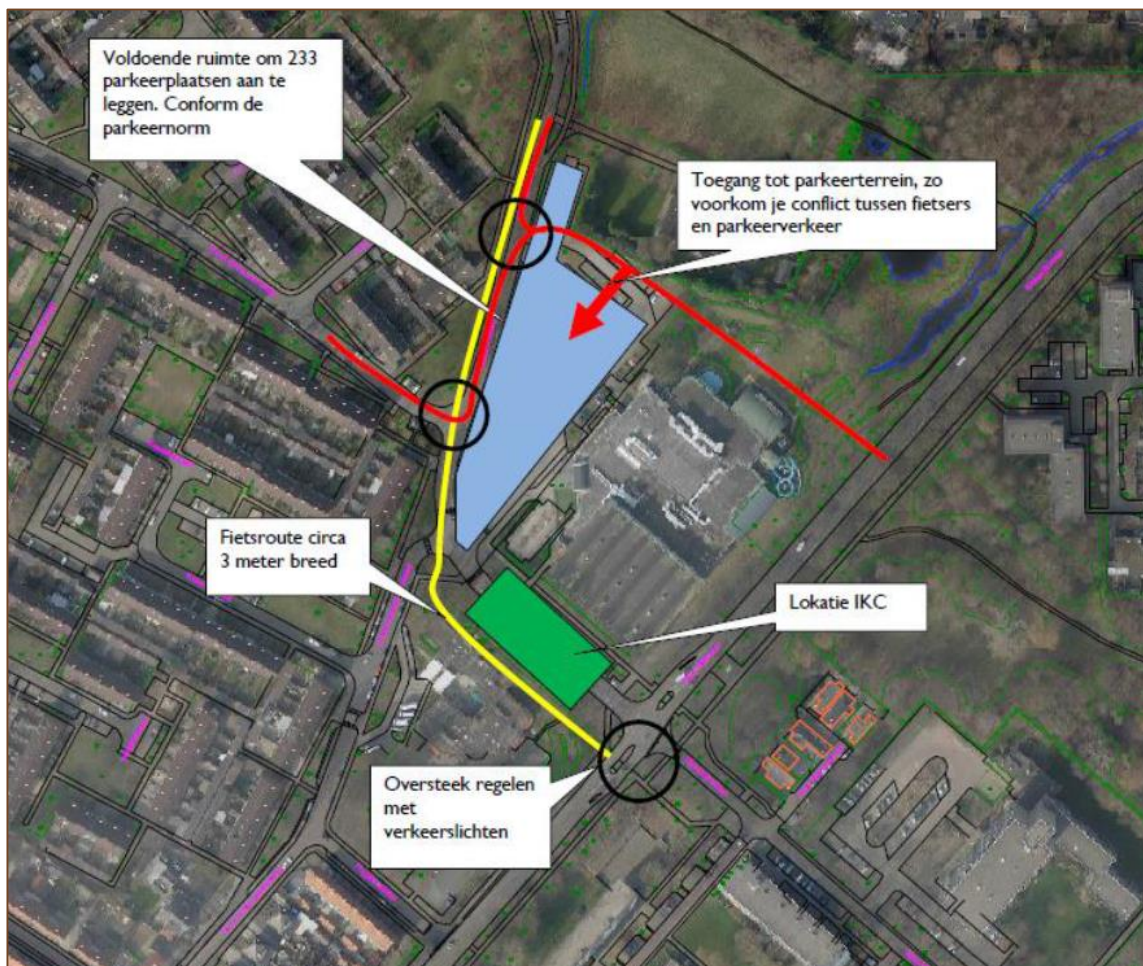 Voldoende ruimte om 233
parkeerplaatsen aan te
leggen. Conform de
parkeernorm
Toegang tot parkeerterrein, zo
voorkom je conflict tussen fietsers
en parkeerverkeer
Fietsroute circa
3 meter breed
Lokatie IKC
Oversteek regelen
met
verkeerslichten